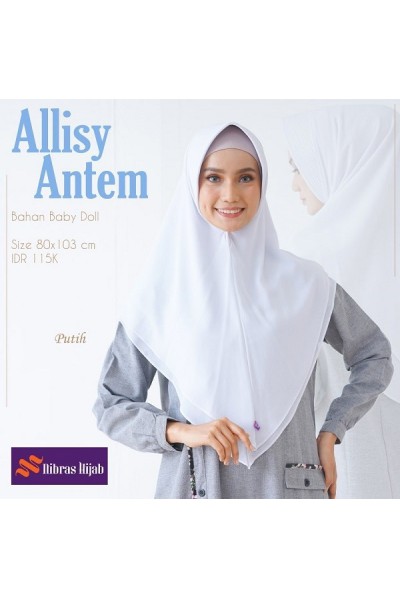 Allisy
Antem
Bahan Baby Doll
Size 80x103 cm
IDR 115K
Putih
Nibras Hijab